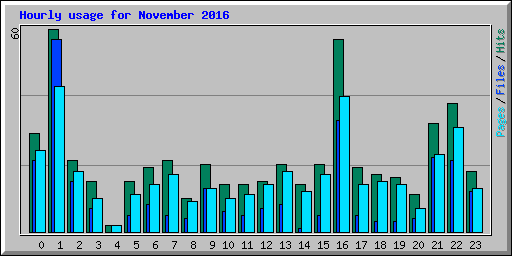 Hourly usage for November 2016
60
Pages / Files / Hits
0 1 2 3 4 5 6 7 8 9 10 11 12 13 14 15 16 17 18 19 20 21 22 23